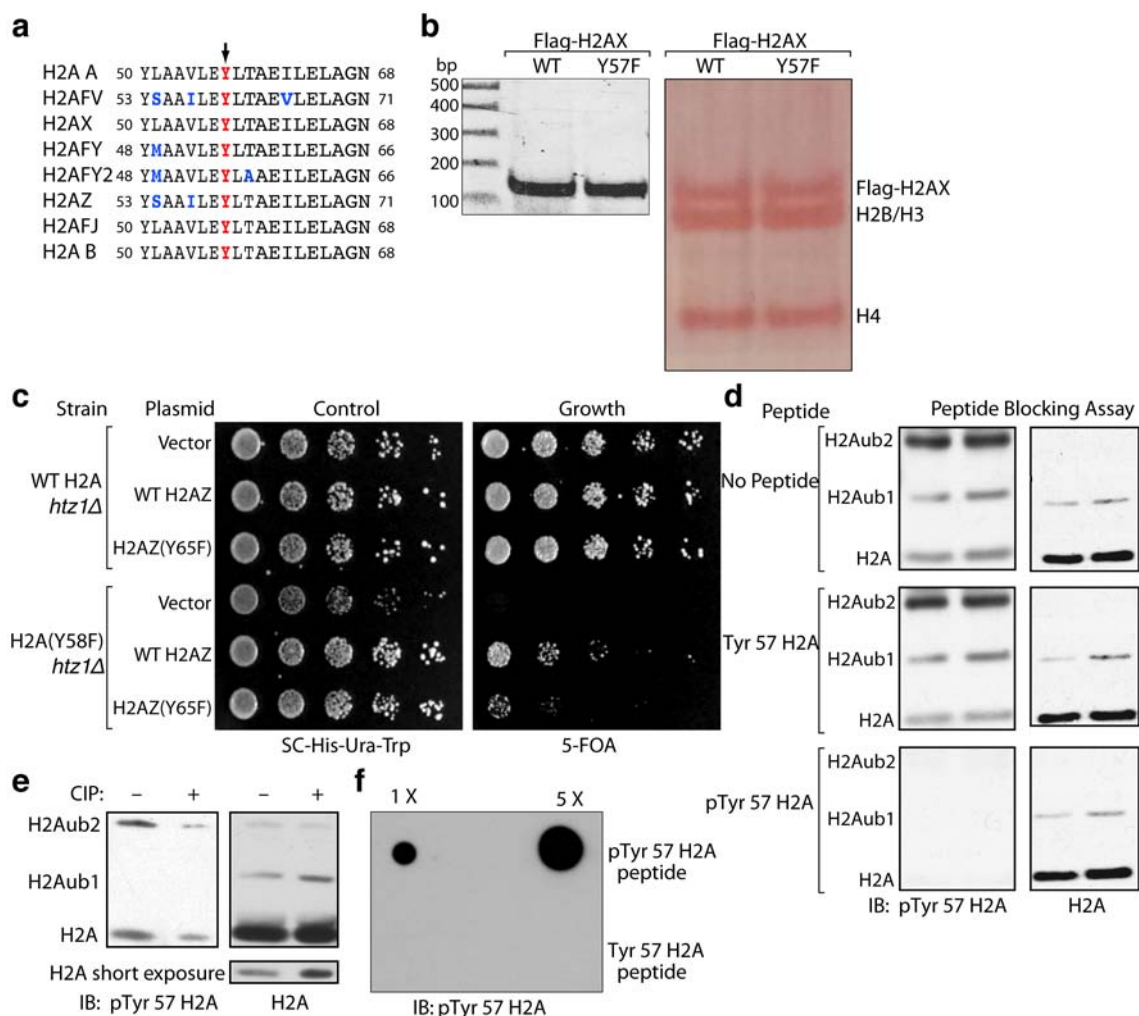 a
H2A A 50 YLAAVLEYLTAEILELAGN 68
H2AFV 53 YSAAILEYLTAEVLELAGN 71
H2AX 50 YLAAVLEYLTAEILELAGN 68
H2AFY 48 YMAAVLEYLTAEILELAGN 66
H2AFY2 48 YMAAVLEYLAAEILELAGN 66
H2AZ 53 YSAAILEYLTAEILELAGN 71
H2AFJ 50 YLAAVLEYLTAEILELAGN 68
H2A B 50 YLAAVLEYLTAEILELAGN 68
b
Flag-H2AX Flag-H2AX
bp WT Y57F WT Y57F
500
400
300
200
100
Flag-H2AX
H2B/H3
H4
c
Strain Plasmid Control Growth
WT H2A
htz1Δ
Vector
WT H2AZ
H2AZ(Y65F)
H2A(Y58F)
htz1Δ
Vector
WT H2AZ
H2AZ(Y65F)
SC-His-Ura-Trp 5-FOA
d
Peptide Peptide Blocking Assay
No Peptide
H2Aub2
H2Aub1
H2A
Tyr 57 H2A
H2Aub2
H2Aub1
H2A
pTyr 57 H2A
H2Aub2
H2Aub1
H2A
IB: pTyr 57 H2A H2A
e
CIP: – + – +
H2Aub2
H2Aub1
H2A
H2A short exposure
IB: pTyr 57 H2A H2A
f
1 X 5 X
pTyr 57 H2A
peptide
Tyr 57 H2A
peptide
IB: pTyr 57 H2A